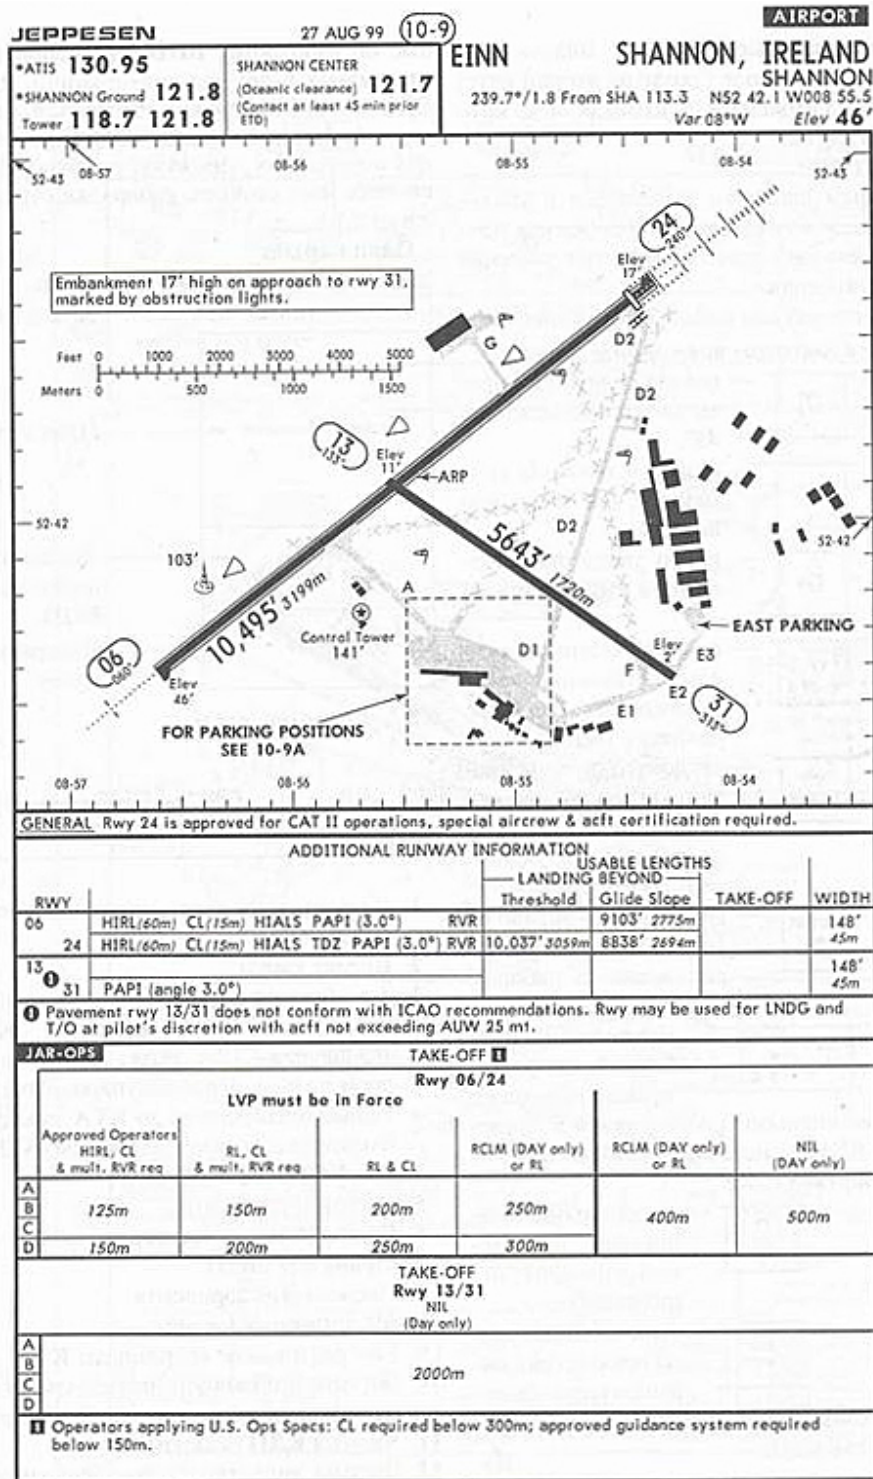 JEPPESEN 27 AUG 99 10-9 AIRPORT
*ATIS 130.95
*SHANNON Ground 121.8
Tower 118.7 121.8
SHANNON CENTER
(Oceanic clearance) 121.7
(Contact at least 45 min prior
ETD)
EINN SHANNON, IRELAND
SHANNON
239.7°/1.8 From SHA 113.3 N52 42.1 W008 55.5
Var 08°W Elev 46'
52-43 08-57 08-56 08-55 08-54 52-43
24
240°
Elev
17'
Embankment 17' high on approach to rwy 31,
marked by obstruction lights.
D2
G
Feet 0 1000 2000 3000 4000 5000
Meters 0 500 1000 1500
D2
13
133°
Elev
11'
ARP
52-42
D2
52-42
5643' 1720m
103'
A
10,495' 3199m
Control Tower
141'
D1
EAST PARKING
Elev
2'
E3
F
06
060°
Elev
46'
E2
31
313°
E1
FOR PARKING POSITIONS
SEE 10-9A
08-57 08-56 08-55 08-54
GENERAL Rwy 24 is approved for CAT II operations, special aircrew & acft certification required.
ADDITIONAL RUNWAY INFORMATION
USABLE LENGTHS
LANDING BEYOND
RWY Threshold Glide Slope TAKE-OFF WIDTH
06 HIRL(60m) CL(15m) HIALS PAPI (3.0°) RVR 9103' 2775m 148'
24 HIRL(60m) CL(15m) HIALS TDZ PAPI (3.0°) RVR 10.037' 3059m 8838' 2694m 45m
13 148'
1 31 PAPI (angle 3.0°) 45m
1 Pavement rwy 13/31 does not conform with ICAO recommendations. Rwy may be used for LNDG and
T/O at pilot's discretion with acft not exceeding AUW 25 mt.
JAR-OPS TAKE-OFF 1
Rwy 06/24
LVP must be in Force
Approved Operators
HIRL, CL
& mult. RVR req
RL, CL
& mult. RVR req
RL & CL
RCLM (DAY only)
or RL
RCLM (DAY only)
or RL
NIL
(DAY only)
A
B 125m 150m 200m 250m 400m 500m
C
D 150m 200m 250m 300m
TAKE-OFF
Rwy 13/31
NIL
(Day only)
A
B
2000m
C
D
1 Operators applying U.S. Ops Specs: CL required below 300m; approved guidance system required
below 150m.